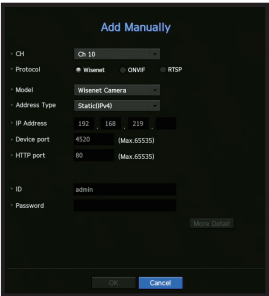 Add Manually
CH Ch 10
Protocol Wisenet ONVIF RTSP
Model Wisenet Camera
Address Type Static(IPv4)
IP Address 192 . 168 . 219 .
Device port 4520 (Max.65535)
HTTP port 80 (Max.65535)
ID admin
Password
More Detail
OK Cancel